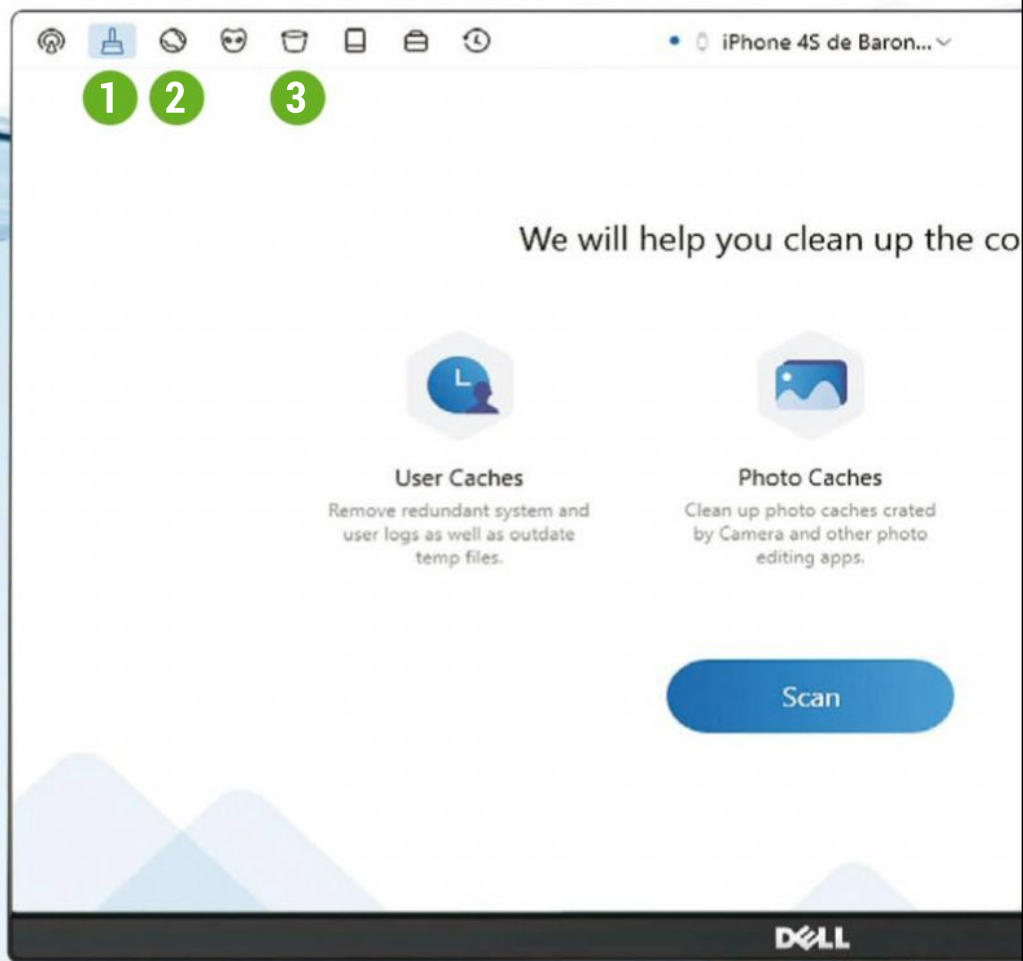 iPhone 4S de Baron...
1 2 3
We will help you clean up the co
User Caches
Remove redundant system and
user logs as well as outdate
temp files.
Photo Caches
Clean up photo caches crated
by Camera and other photo
editing apps.
Scan
DELL